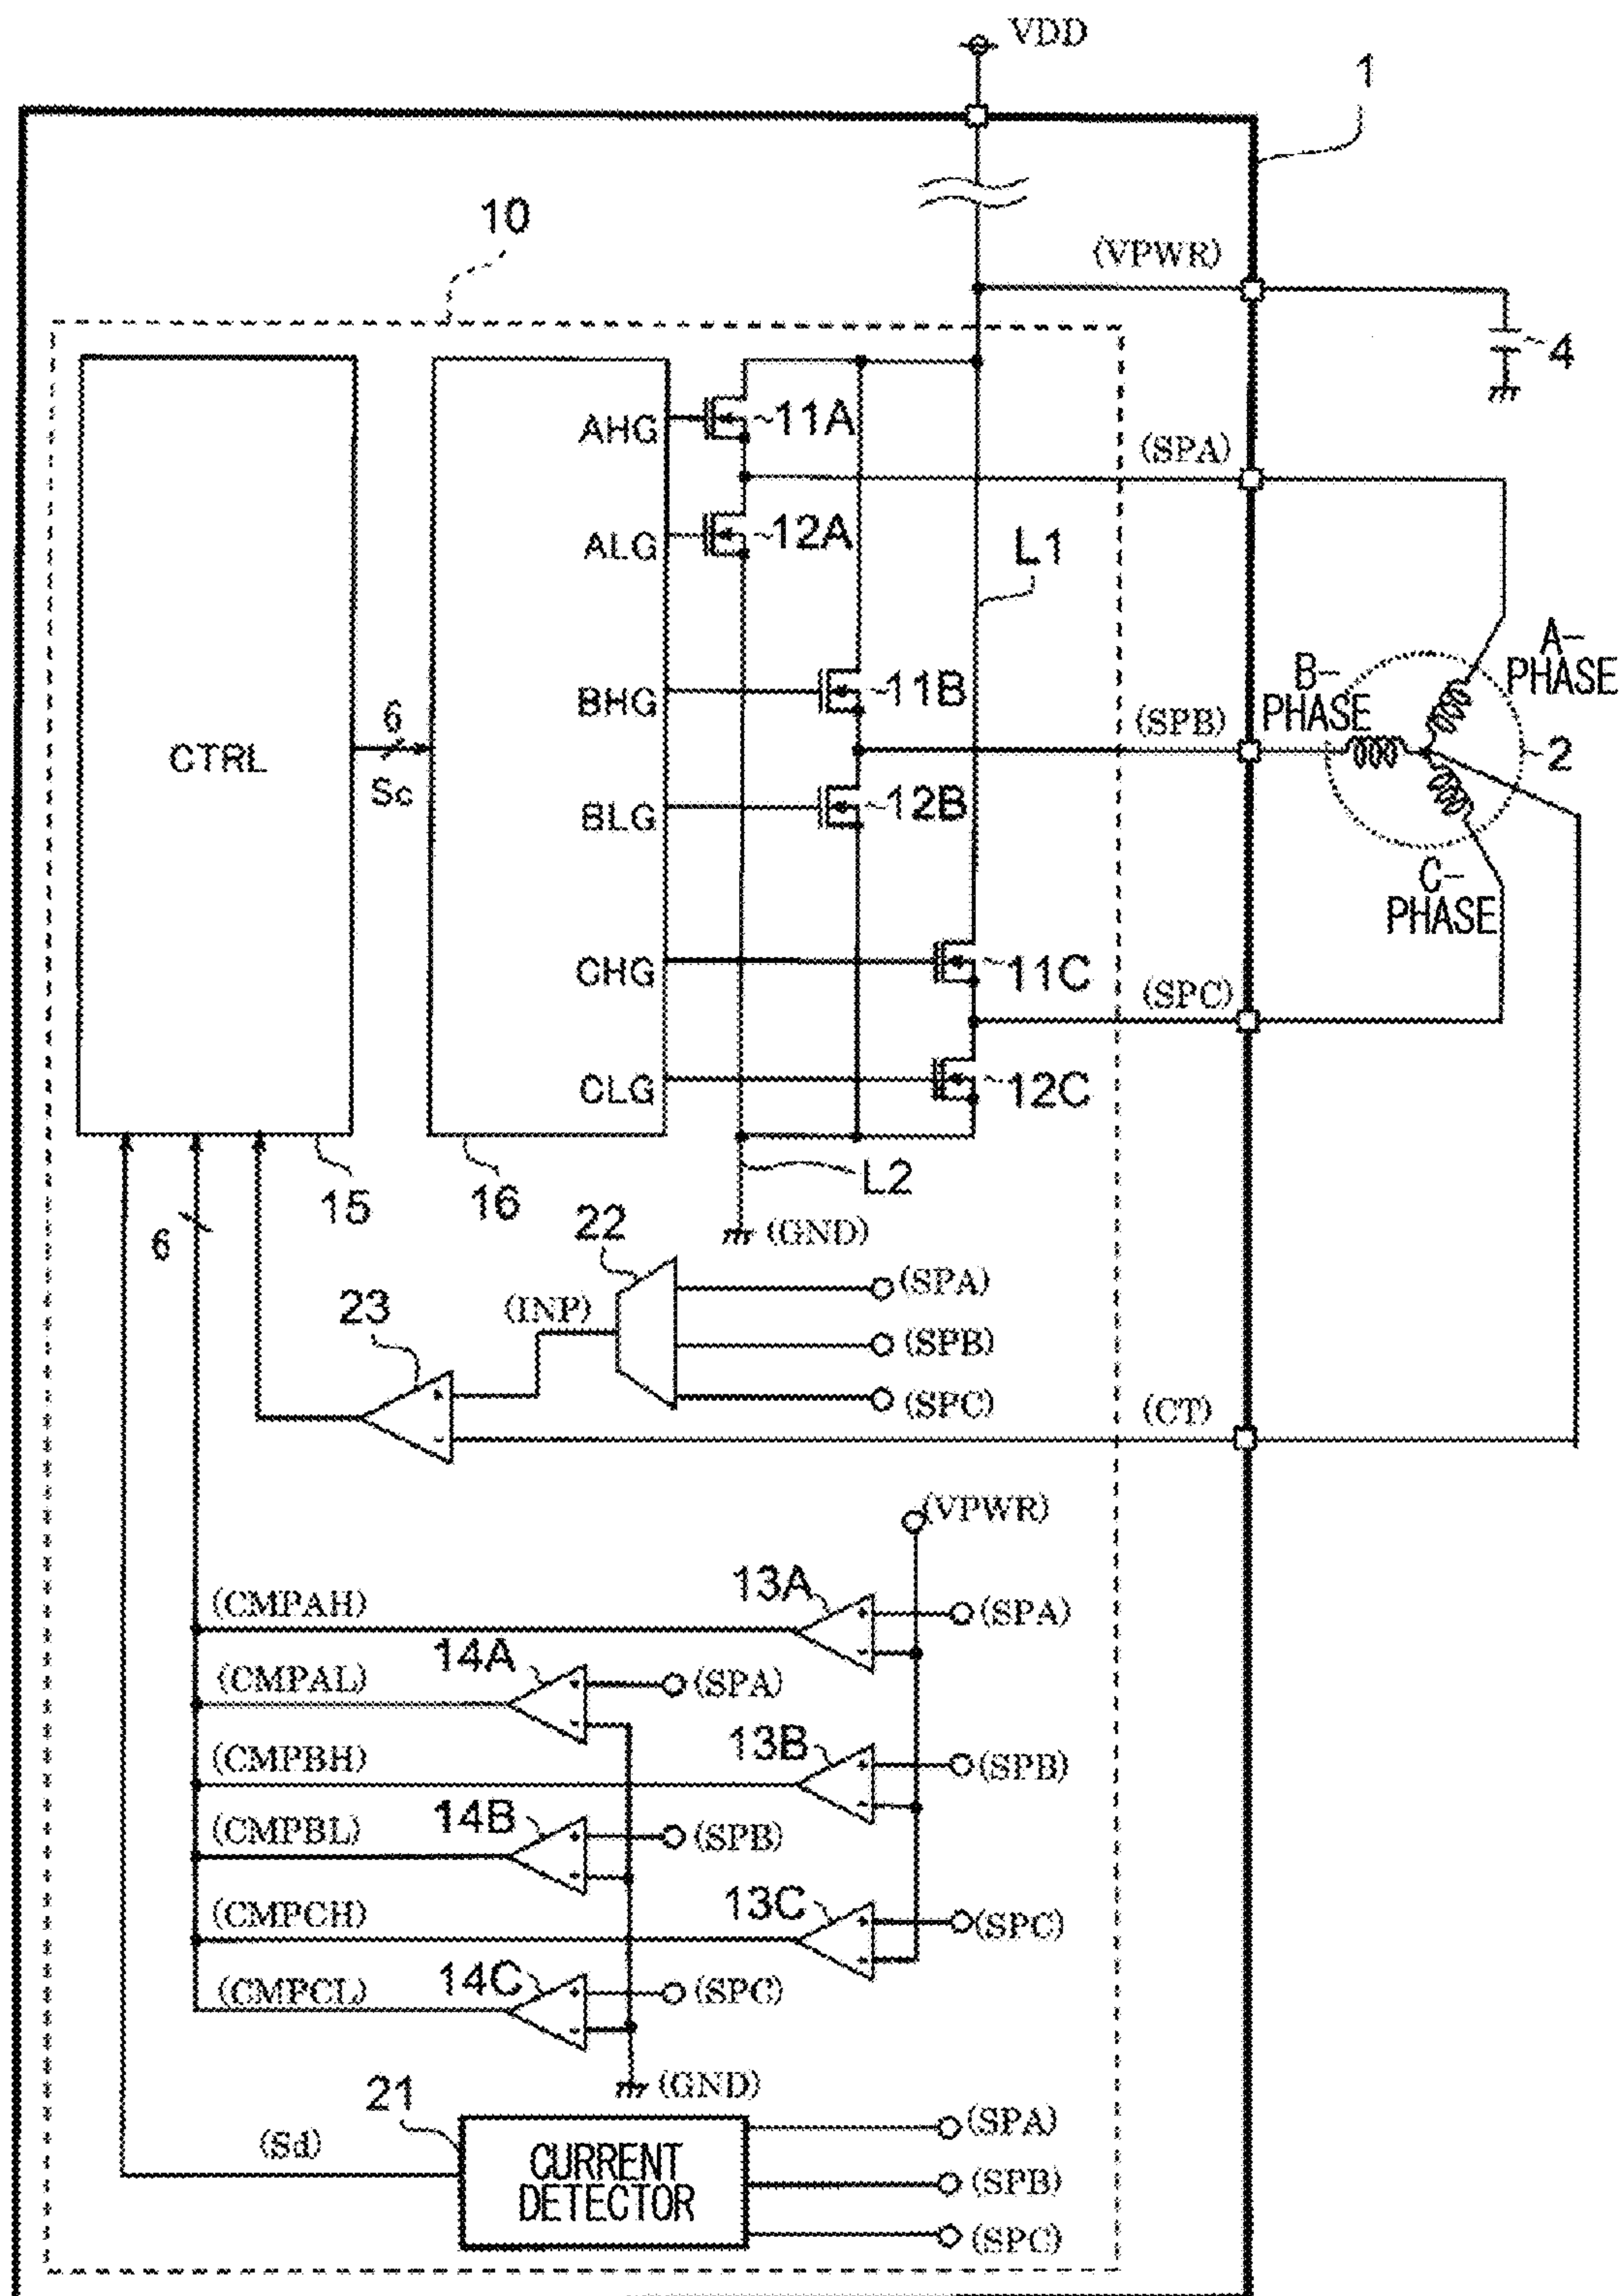 VDD
1
10
(VPWR)
4
AHG
11A
(SPA)
ALG
12A
L1
A-
PHASE
B-
PHASE
BHG
11B
(SPB)
2
CTRL
6
Sc
BLG
12B
C-
PHASE
CHG
11C
(SPC)
CLG
12C
15
16
L2
6
22
(GND)
(SPA)
23
(INP)
(SPB)
(SPC)
(CT)
(VPWR)
13A
(CMPAH)
(SPA)
14A
(CMPAL)
(SPA)
13B
(CMPBH)
(SPB)
14B
(CMPBL)
(SPB)
13C
(CMPCH)
(SPC)
14C
(CMPCL)
(SPC)
21
(GND)
(SPA)
(Sd)
CURRENT
DETECTOR
(SPB)
(SPC)